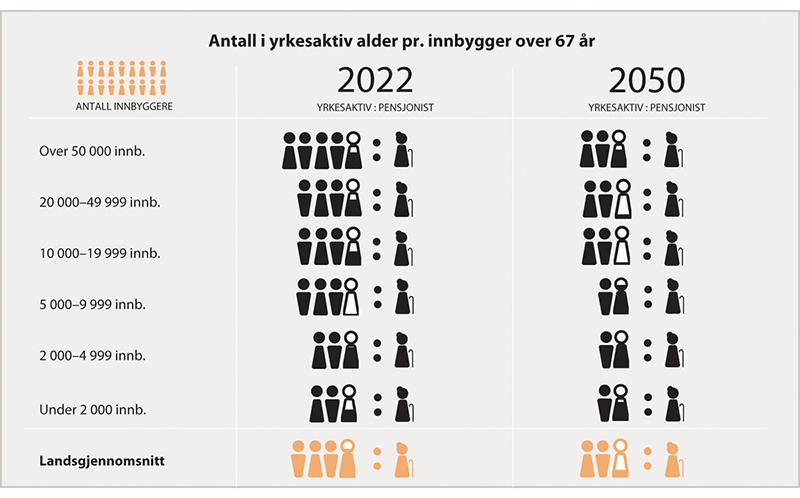 Antall i yrkesaktiv alder pr. innbygger over 67 år
ANTALL INNBYGGERE
2022
YRKESAKTIV : PENSJONIST
2050
YRKESAKTIV : PENSJONIST
Over 50 000 innb.
20 000–49 999 innb.
10 000–19 999 innb.
5 000–9 999 innb.
2 000–4 999 innb.
Under 2 000 innb.
Landsgjennomsnitt